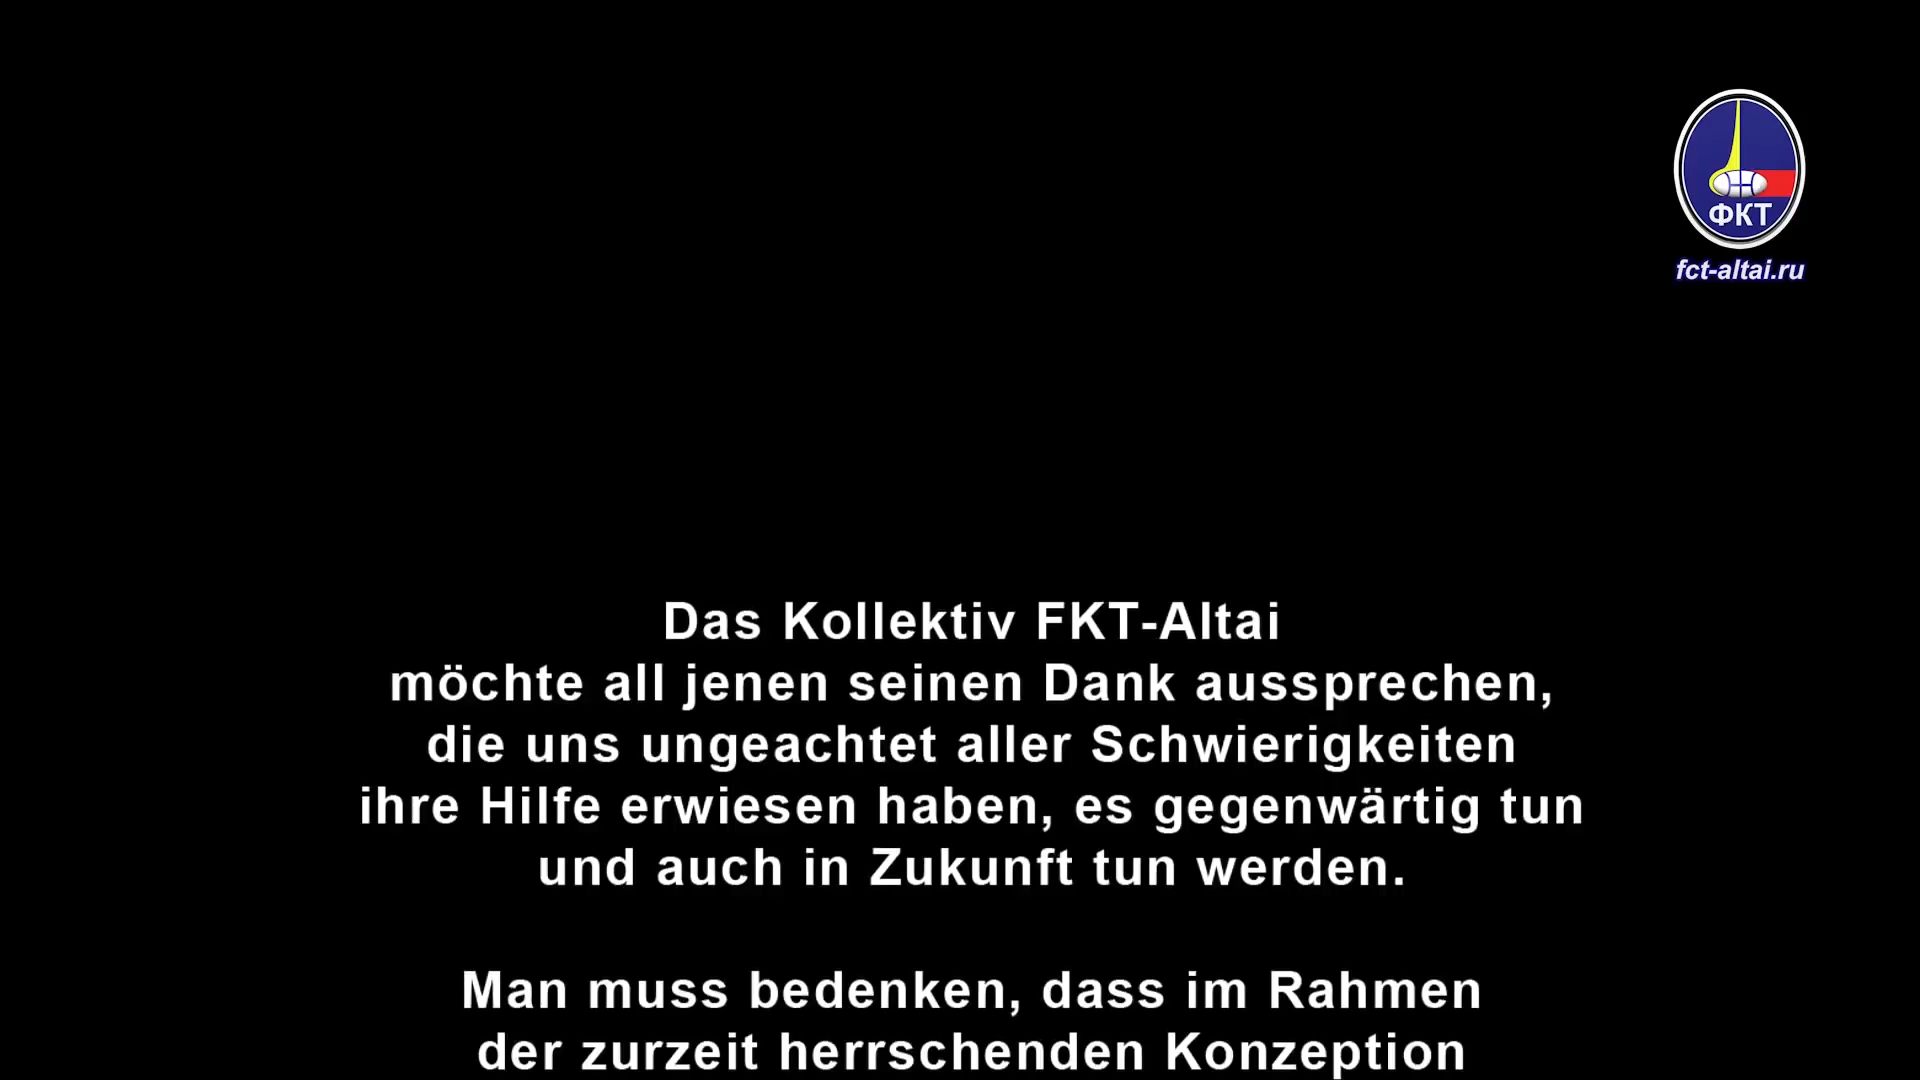 ФКТ
fct-altai.ru
Das Kollektiv FKT-Altai
möchte all jenen seinen Dank aussprechen,
die uns ungeachtet aller Schwierigkeiten
ihre Hilfe erwiesen haben, es gegenwärtig tun
und auch in Zukunft tun werden.
Man muss bedenken, dass im Rahmen
der zurzeit herrschenden Konzeption